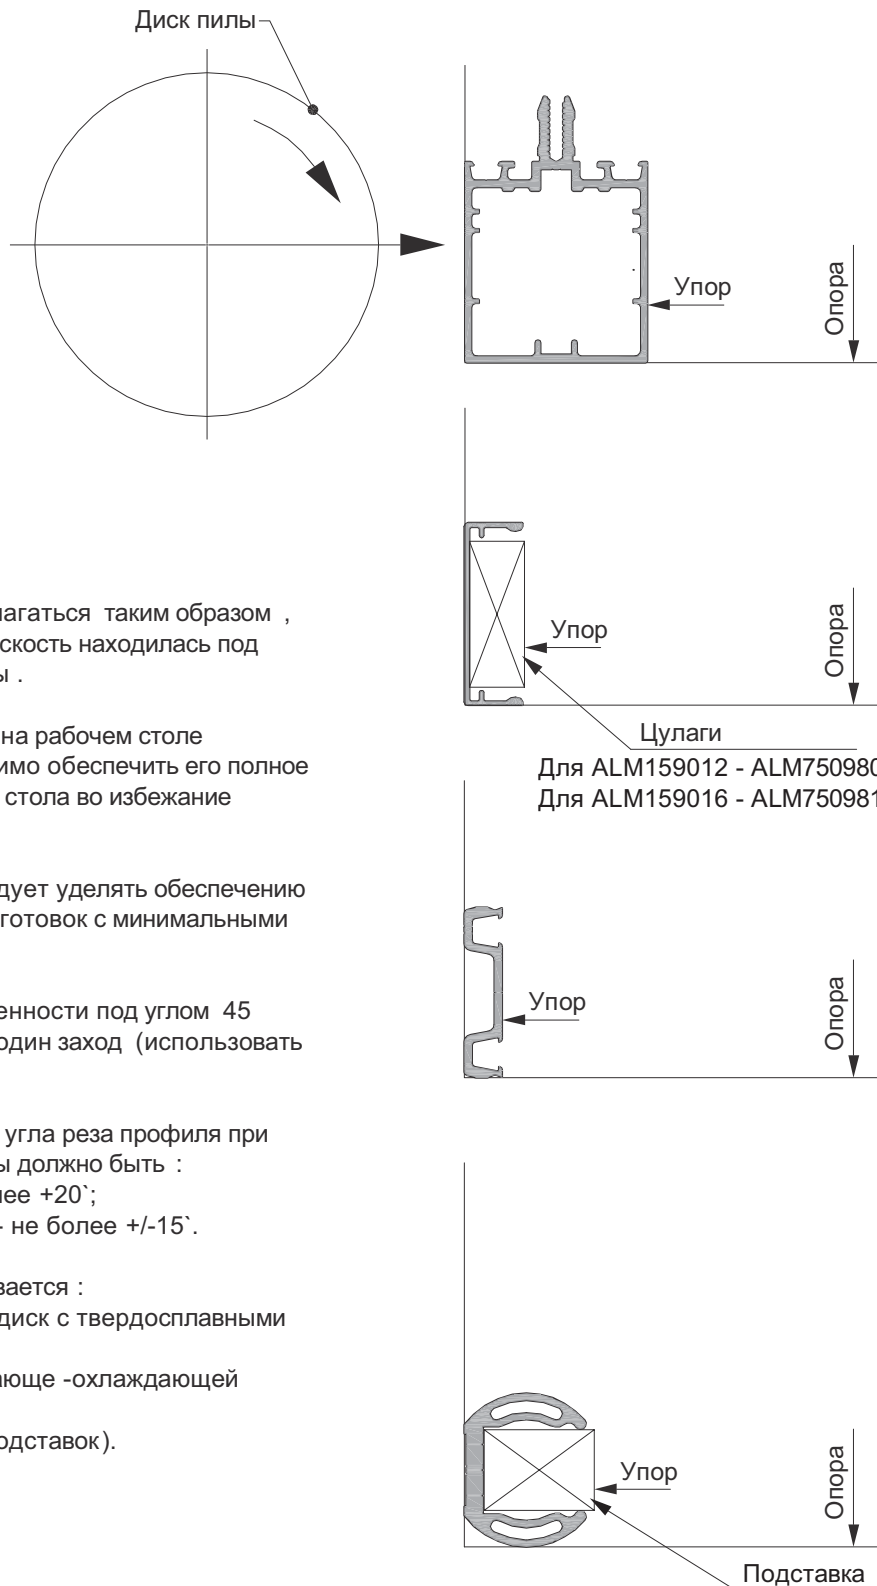 Диск пилы
Упор
Опора
лагаться таким образом ,
скость находилась под
ы .
на рабочем столе
имо обеспечить его полное
стола во избежание
дует уделять обеспечению
готовок с минимальными
енности под углом 45
один заход (использовать
угла реза профиля при
ы должно быть :
лее +20`;
- не более +/-15`.
вается :
диск с твердосплавными
ающе -охлаждающей
одставок).
Упор
Опора
Цулаги
Для ALM159012 - ALM750980
Для ALM159016 - ALM750981
Упор
Опора
Упор
Опора
Подставка